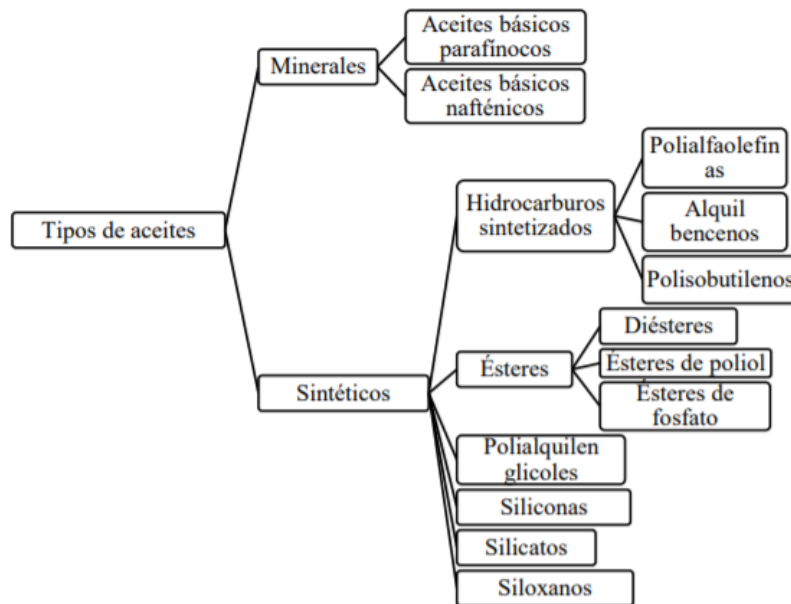 Aceites básicos
parafínocos
Minerales
Aceites básicos
nafténicos
Polialfaolefin
as
Hidrocarburos
sintetizados
Alquil
bencenos
Tipos de aceites
Polisobutilenos
Diésteres
Ésteres
Ésteres de poliol
Sintéticos
Ésteres de
fosfato
Polialquilen
glicoles
Siliconas
Silicatos
Siloxanos